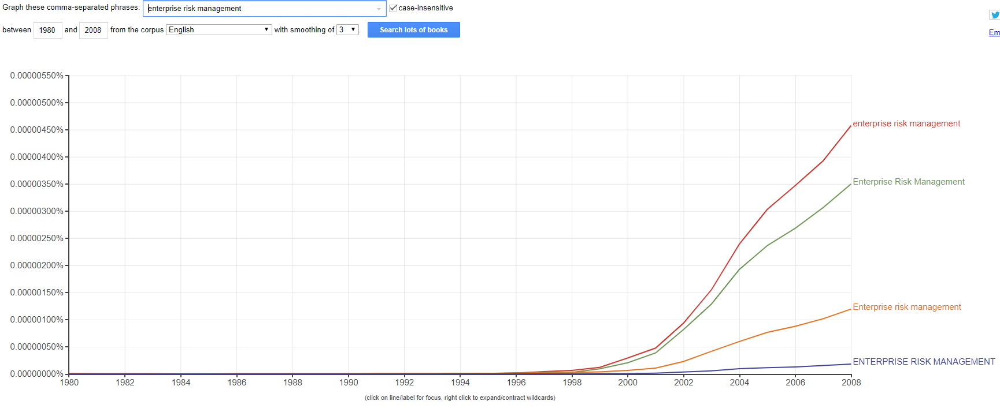 Graph these comma-separated phrases: enterprise risk management case-insensitive
between 1980 and 2008 from the corpus English with smoothing of 3 . Search lots of books
Em
0.00000550%
0.00000500%
0.00000450%
0.00000400%
0.00000350%
0.00000300%
0.00000250%
0.00000200%
0.00000150%
0.00000100%
0.00000050%
0.00000000%
enterprise risk management
Enterprise Risk Management
Enterprise risk management
ENTERPRISE RISK MANAGEMENT
1980 1982 1984 1986 1988 1990 1992 1994 1996 1998 2000 2002 2004 2006 2008
(click on line/label for focus, right click to expand/contract wildcards)